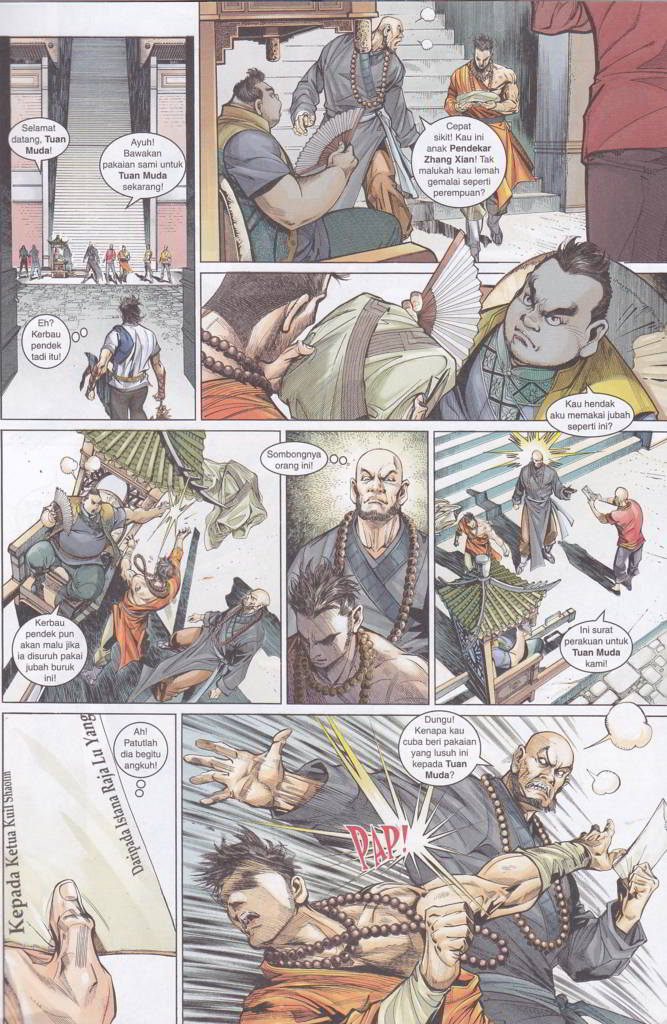 Selamat
datang, Tuan
Muda!
Ayuh!
Bawakan
pakaian sami untuk
Tuan Muda
sekarang!
Eh?
Kerbau
pendek
tadi itu!
Cepat
sikit! Kau ini
anak Pendekar
Zhang Xian! Tak
malukah kau lemah
gemalai seperti
perempuan?
Kau hendak
aku memakai jubah
seperti ini?
Kerbau
pendek pun
akan malu jika
ia disuruh pakai
jubah buruk
ini!
Sombongnya
orang ini!
Ini surat
perakuan untuk
Tuan Muda
kami!
Kepada Ketua Kuil Shaolin
Daripada Istana Raja Lu Yang
Ah!
Patutlah
dia begitu
angkuh!
Dungu!
Kenapa kau
cuba beri pakaian
yang lusuh ini
kepada Tuan
Muda?
PAP!